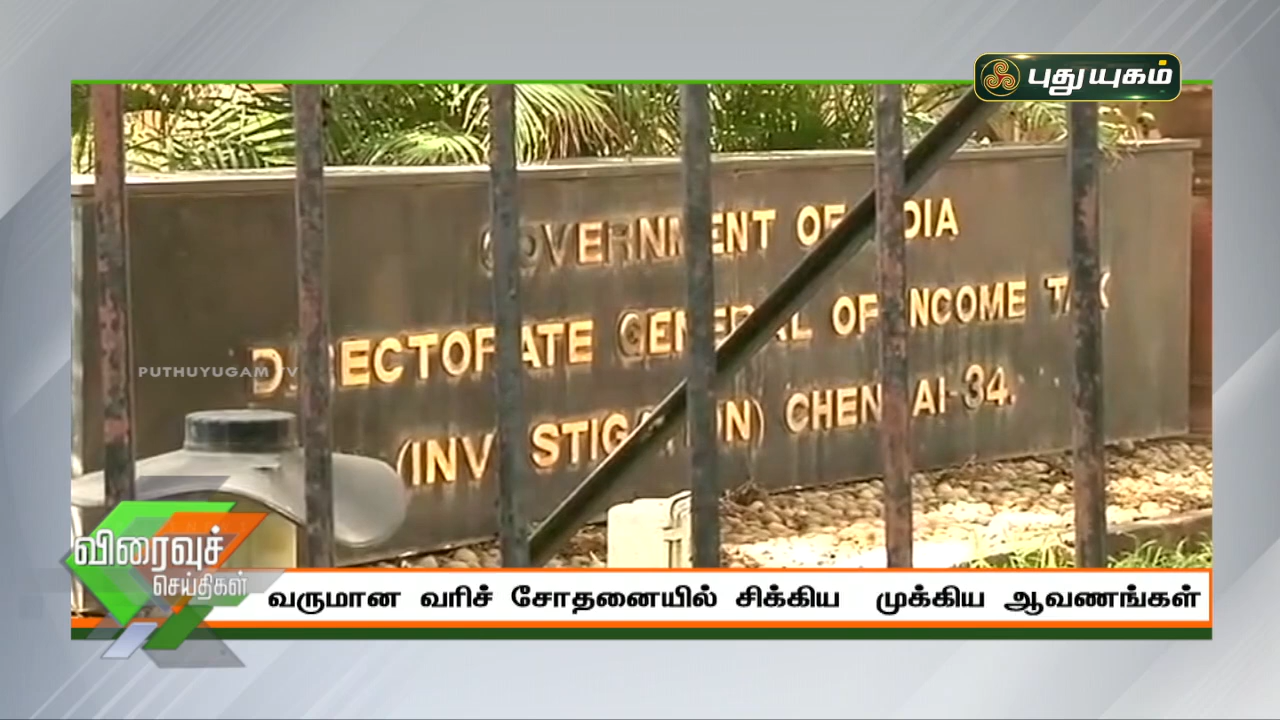 புதுயுகம்
GOVERNMENT OF INDIA
DIRECTORATE GENERAL OF INCOME TAX
(INVESTIGATION) CHENNAI-34.
PUTHUYUGAM TV
விரைவுச்
செய்திகள்
வருமான வரிச் சோதனையில் சிக்கிய முக்கிய ஆவணங்கள்